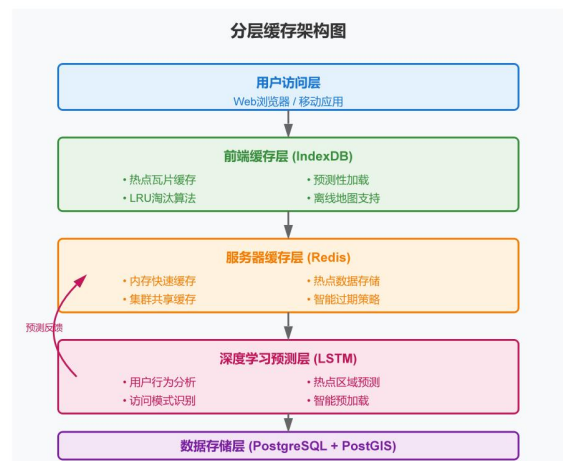 分层缓存架构图
用户访问层
Web浏览器 / 移动应用
前端缓存层 (IndexDB)
• 热点瓦片缓存
• 预测性加载
• LRU淘汰算法
• 离线地图支持
服务器缓存层 (Redis)
• 内存快速缓存
• 热点数据存储
• 集群共享缓存
• 智能过期策略
预测反馈
深度学习预测层 (LSTM)
• 用户行为分析
• 热点区域预测
• 访问模式识别
• 智能预加载
数据存储层 (PostgreSQL + PostGIS)